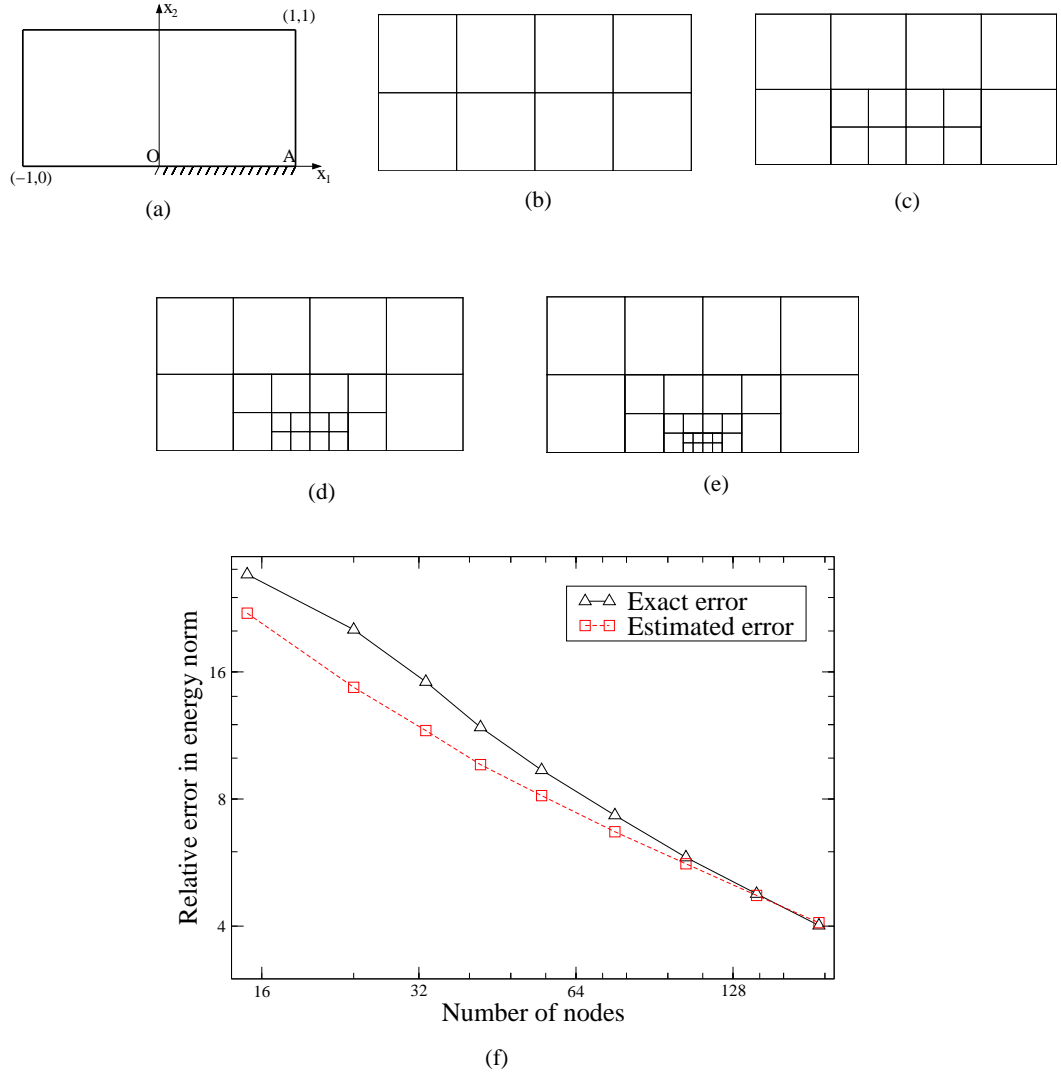 x2
(1,1)
O
A
x1
(−1,0)
(a)
(b)
(c)
(d)
(e)
Exact error
Estimated error
Relative error in energy norm
16
8
4
16
32
64
128
Number of nodes
(f)